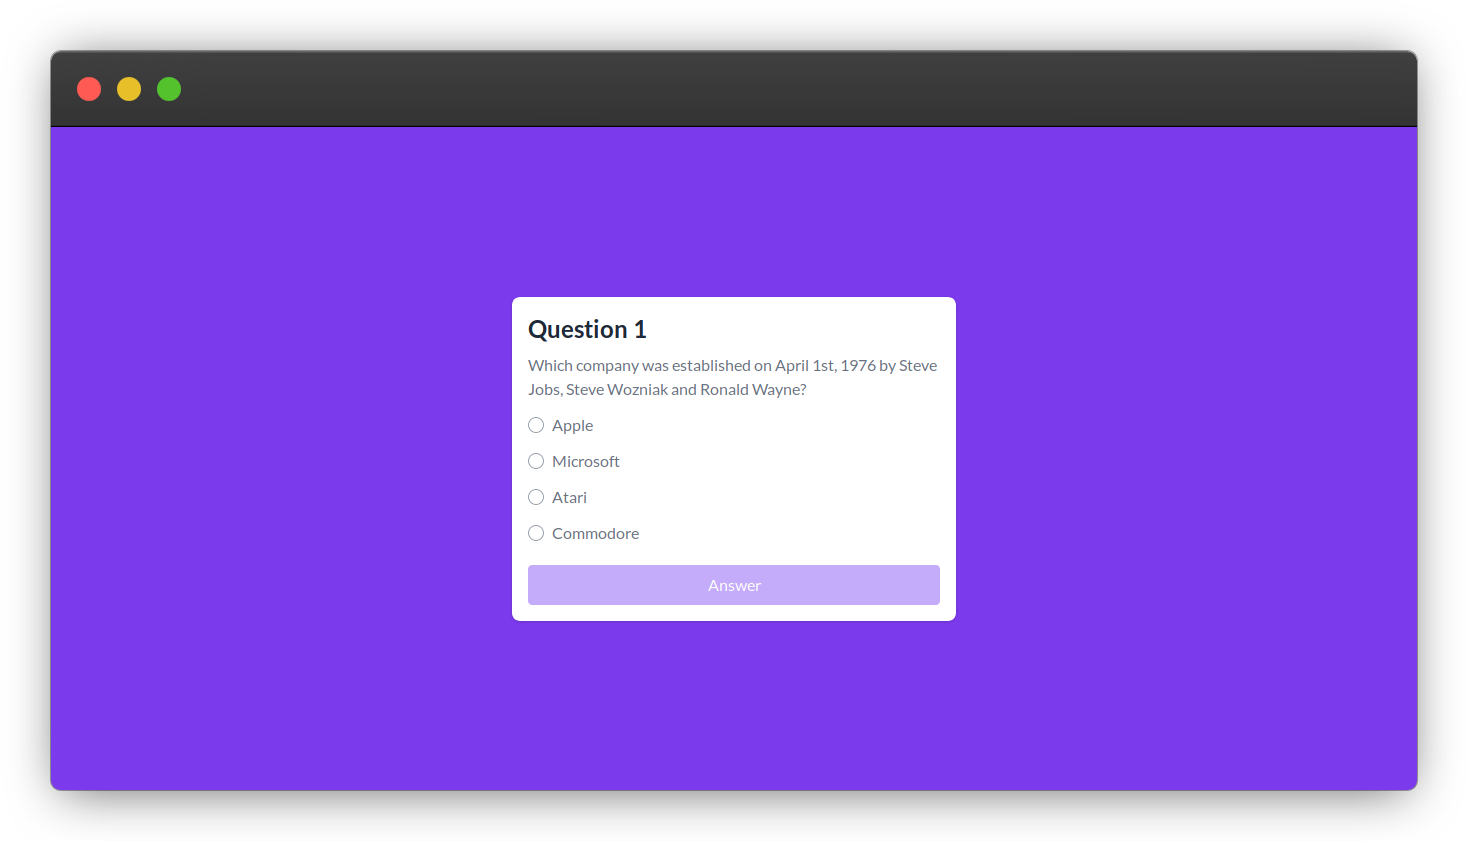 Question 1
Which company was established on April 1st, 1976 by Steve
Jobs, Steve Wozniak and Ronald Wayne?
Apple
Microsoft
Atari
Commodore
Answer